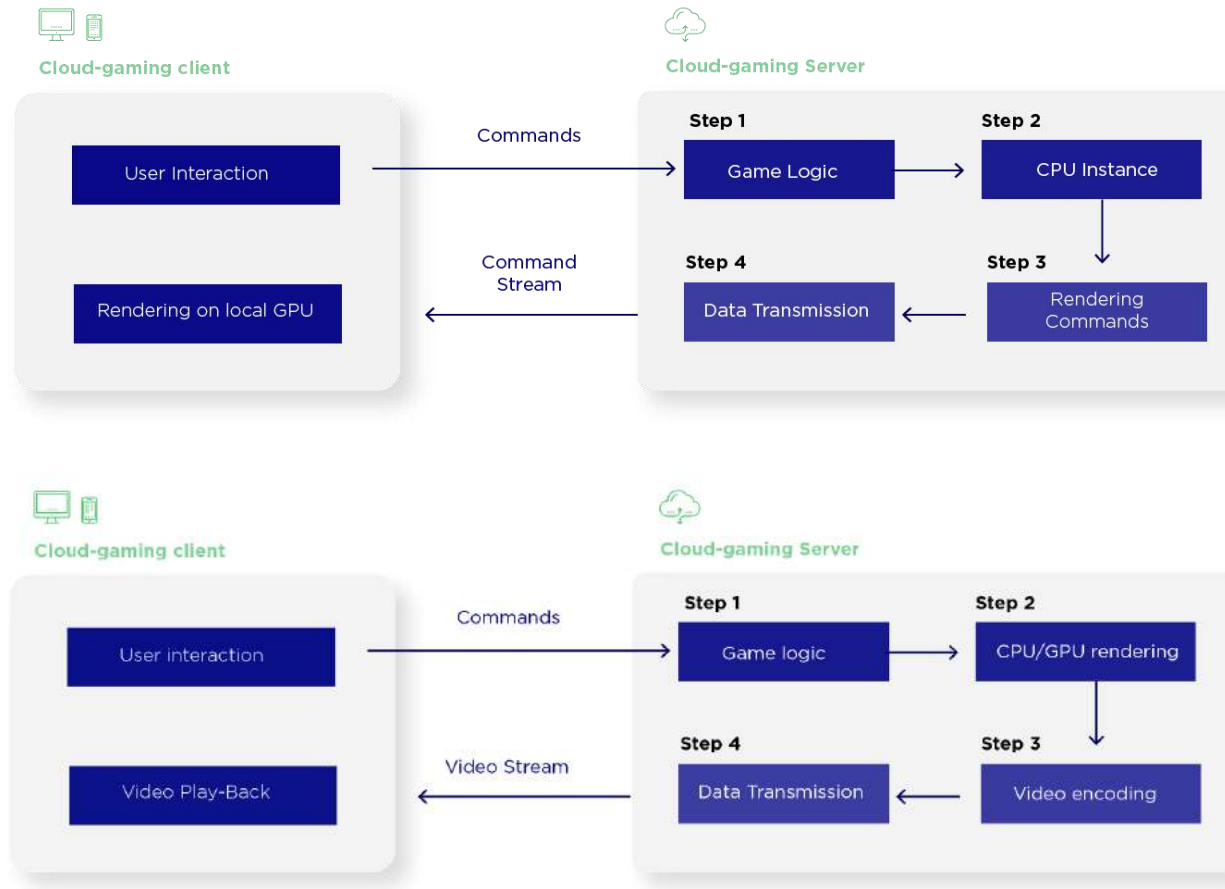 Cloud-gaming client
Cloud-gaming Server
Step 1
Step 2
Commands
User Interaction
Game Logic
CPU Instance
Step 4
Step 3
Command
Stream
Rendering on local GPU
Data Transmission
Rendering
Commands
Cloud-gaming client
Cloud-gaming Server
Step 1
Step 2
Commands
User interaction
Game logic
CPU/GPU rendering
Step 4
Step 3
Video Stream
Video Play-Back
Data Transmission
Video encoding